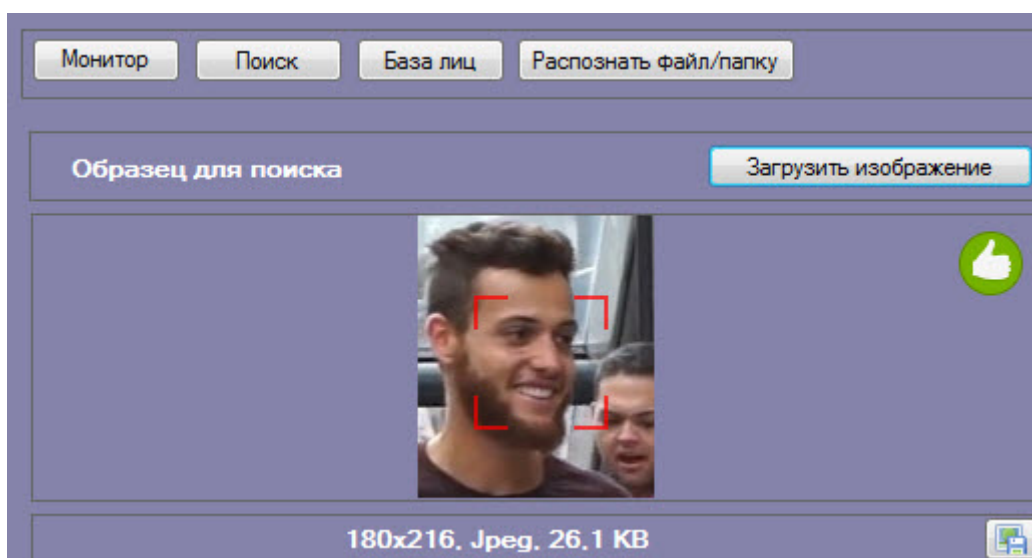 Монитор Поиск База лиц Распознать файл/папку
Образец для поиска Загрузить изображение
180x216, Jpeg, 26,1 KB